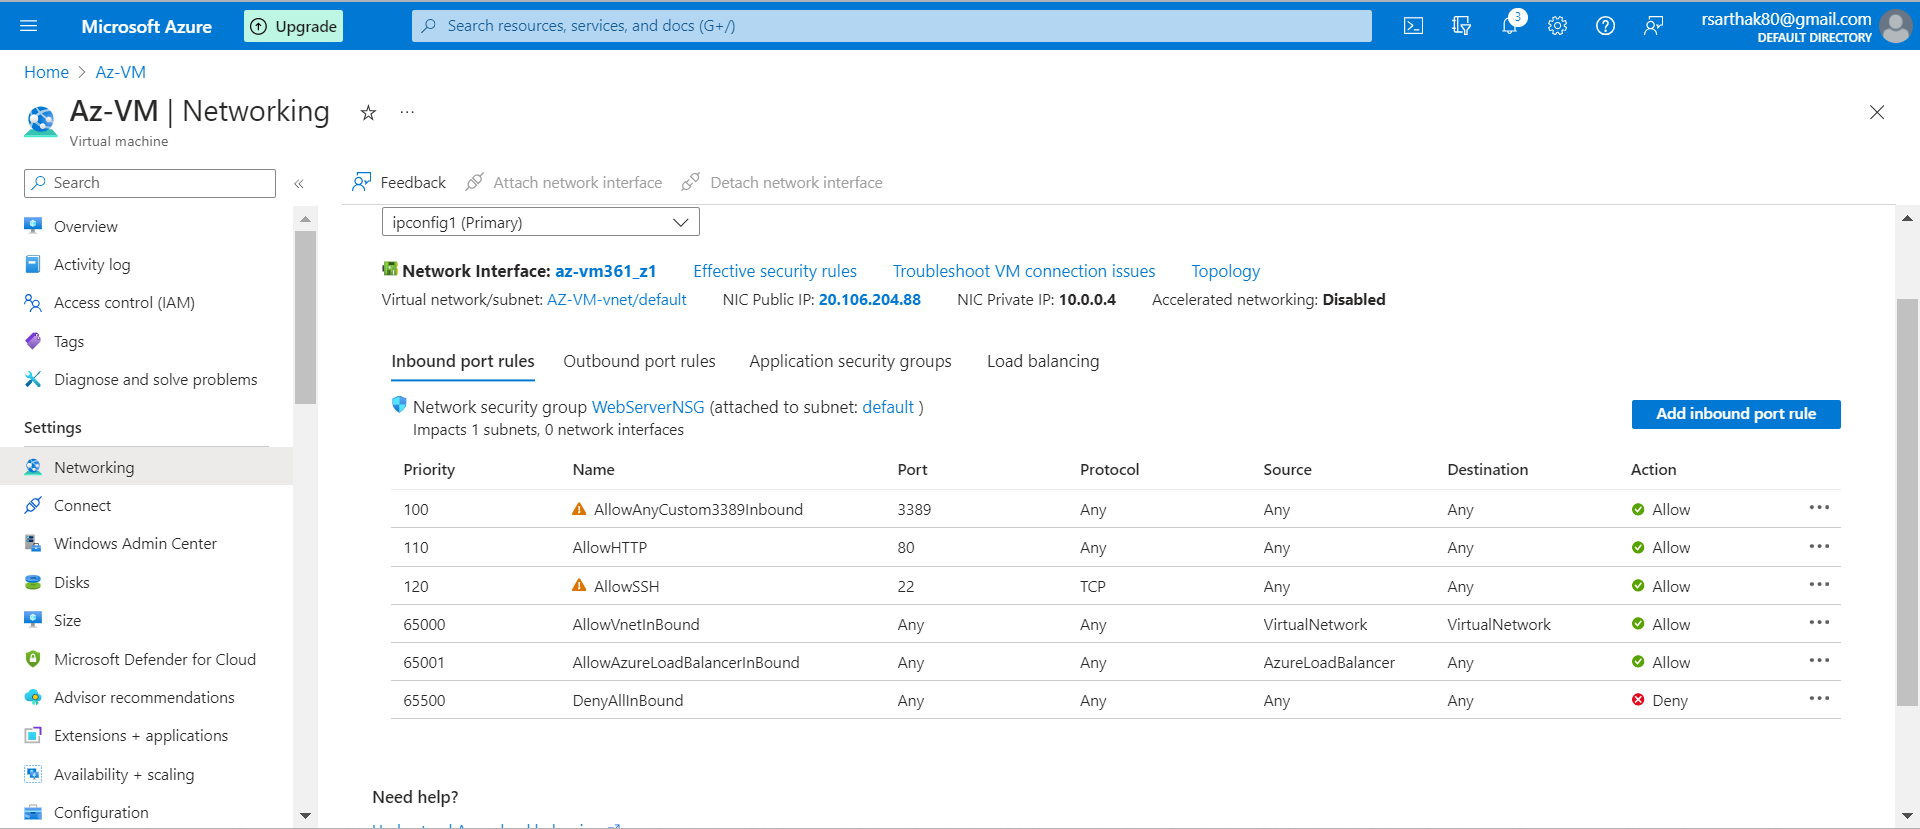 Microsoft Azure
Upgrade
Search resources, services, and docs (G+/)
3
rsarthak80@gmail.com
DEFAULT DIRECTORY
Home > Az-VM
Az-VM | Networking
Virtual machine
Search
Feedback
Attach network interface
Detach network interface
Overview
Activity log
Access control (IAM)
Tags
Diagnose and solve problems
Settings
Networking
Connect
Windows Admin Center
Disks
Size
Microsoft Defender for Cloud
Advisor recommendations
Extensions + applications
Availability + scaling
Configuration
ipconfig1 (Primary)
Network Interface: az-vm361_z1 Effective security rules Troubleshoot VM connection issues Topology
Virtual network/subnet: AZ-VM-vnet/default NIC Public IP: 20.106.204.88 NIC Private IP: 10.0.0.4 Accelerated networking: Disabled
Inbound port rules Outbound port rules Application security groups Load balancing
Network security group WebServerNSG (attached to subnet: default )
Impacts 1 subnets, 0 network interfaces
Add inbound port rule
Priority Name Port Protocol Source Destination Action
100 AllowAnyCustom3389Inbound 3389 Any Any Any Allow
110 AllowHTTP 80 Any Any Any Allow
120 AllowSSH 22 TCP Any Any Allow
65000 AllowVnetInBound Any Any VirtualNetwork VirtualNetwork Allow
65001 AllowAzureLoadBalancerInBound Any Any AzureLoadBalancer Any Allow
65500 DenyAllInBound Any Any Any Any Deny
Need help?